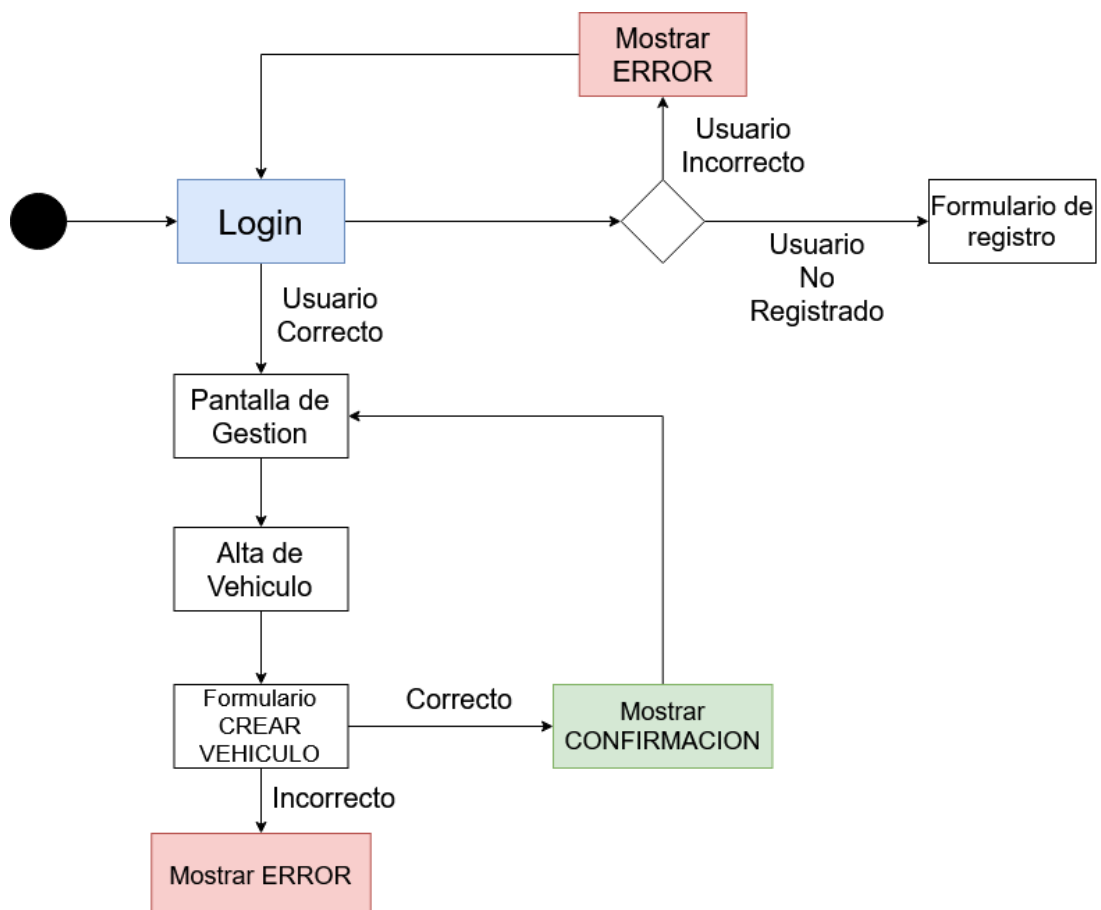 Mostrar
ERROR
Usuario
Incorrecto
Login
Formulario de
registro
Usuario
No
Registrado
Usuario
Correcto
Pantalla de
Gestion
Alta de
Vehiculo
Formulario
CREAR
VEHICULO
Correcto
Mostrar
CONFIRMACION
Incorrecto
Mostrar ERROR